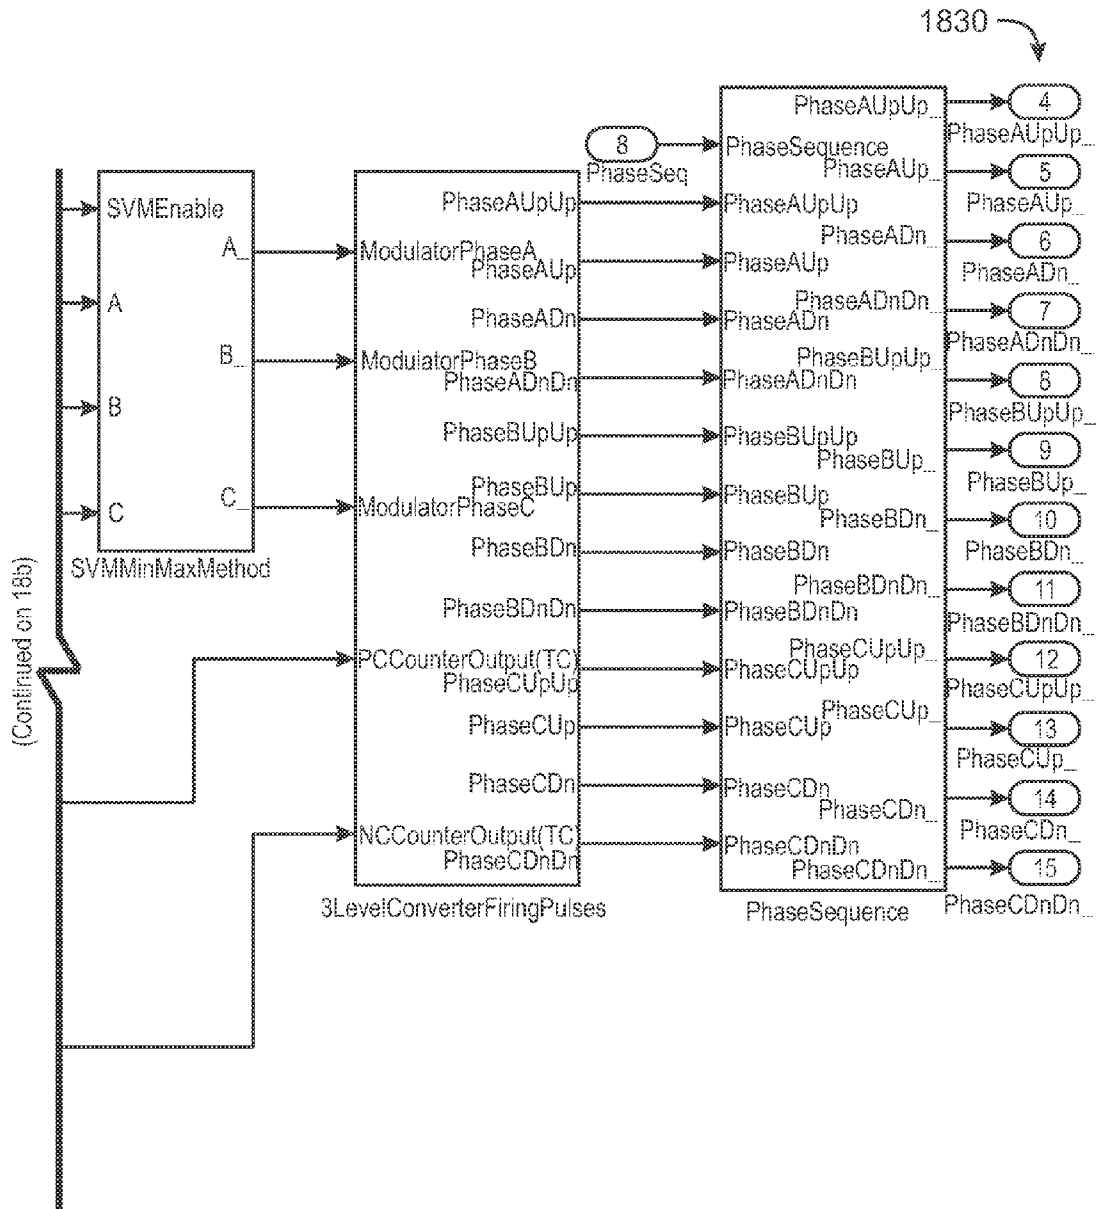 1830
(Continued on 18b)
SVMEnable
A
B
C
A_
B_
C_
SVMMinMaxMethod
ModulatorPhaseA
ModulatorPhaseB
ModulatorPhaseC
PCCounterOutput(TC)
NCCounterOutput(TC)
PhaseAUpUp
PhaseAUp
PhaseADn
PhaseADnDn
PhaseBUpUp
PhaseBUp
PhaseBDn
PhaseBDnDn
PhaseCUpUp
PhaseCUp
PhaseCDn
PhaseCDnDn
3LevelConverterFiringPulses
8
PhaseSeq
PhaseSequence
PhaseAUpUp
PhaseAUp
PhaseADn
PhaseADnDn
PhaseBUpUp
PhaseBUp
PhaseBDn
PhaseBDnDn
PhaseCUpUp
PhaseCUp
PhaseCDn
PhaseCDnDn
PhaseAUpUp_
PhaseAUp_
PhaseADn_
PhaseADnDn_
PhaseBUpUp_
PhaseBUp_
PhaseBDn_
PhaseBDnDn_
PhaseCUpUp_
PhaseCUp_
PhaseCDn_
PhaseCDnDn_
PhaseSequence
4
PhaseAUpUp_
5
PhaseAUp_
6
PhaseADn_
7
PhaseADnDn_
8
PhaseBUpUp_
9
PhaseBUp_
10
PhaseBDn_
11
PhaseBDnDn_
12
PhaseCUpUp_
13
PhaseCUp_
14
PhaseCDn_
15
PhaseCDnDn_